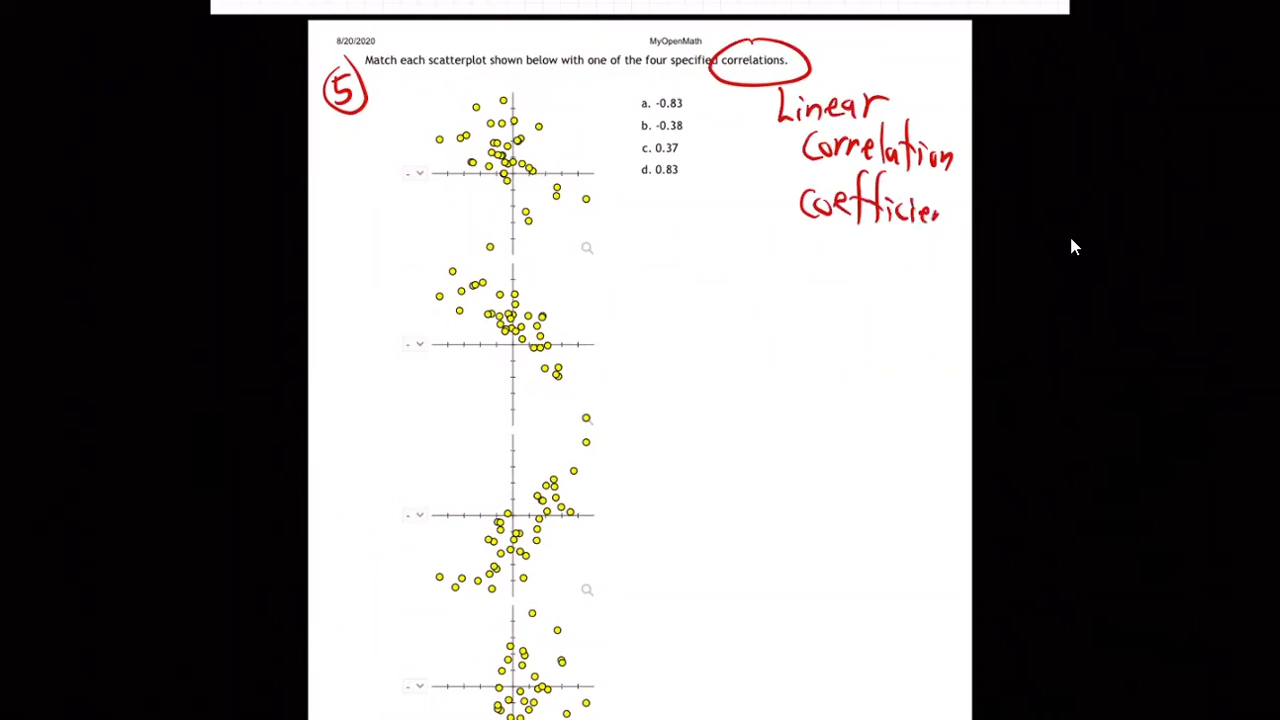 8/20/2020 MyOpenMath
Match each scatterplot shown below with one of the four specified correlations.
5
a. -0.83
b. -0.38
c. 0.37
d. 0.83
Linear
correlation
coefficien
-
-
-
-